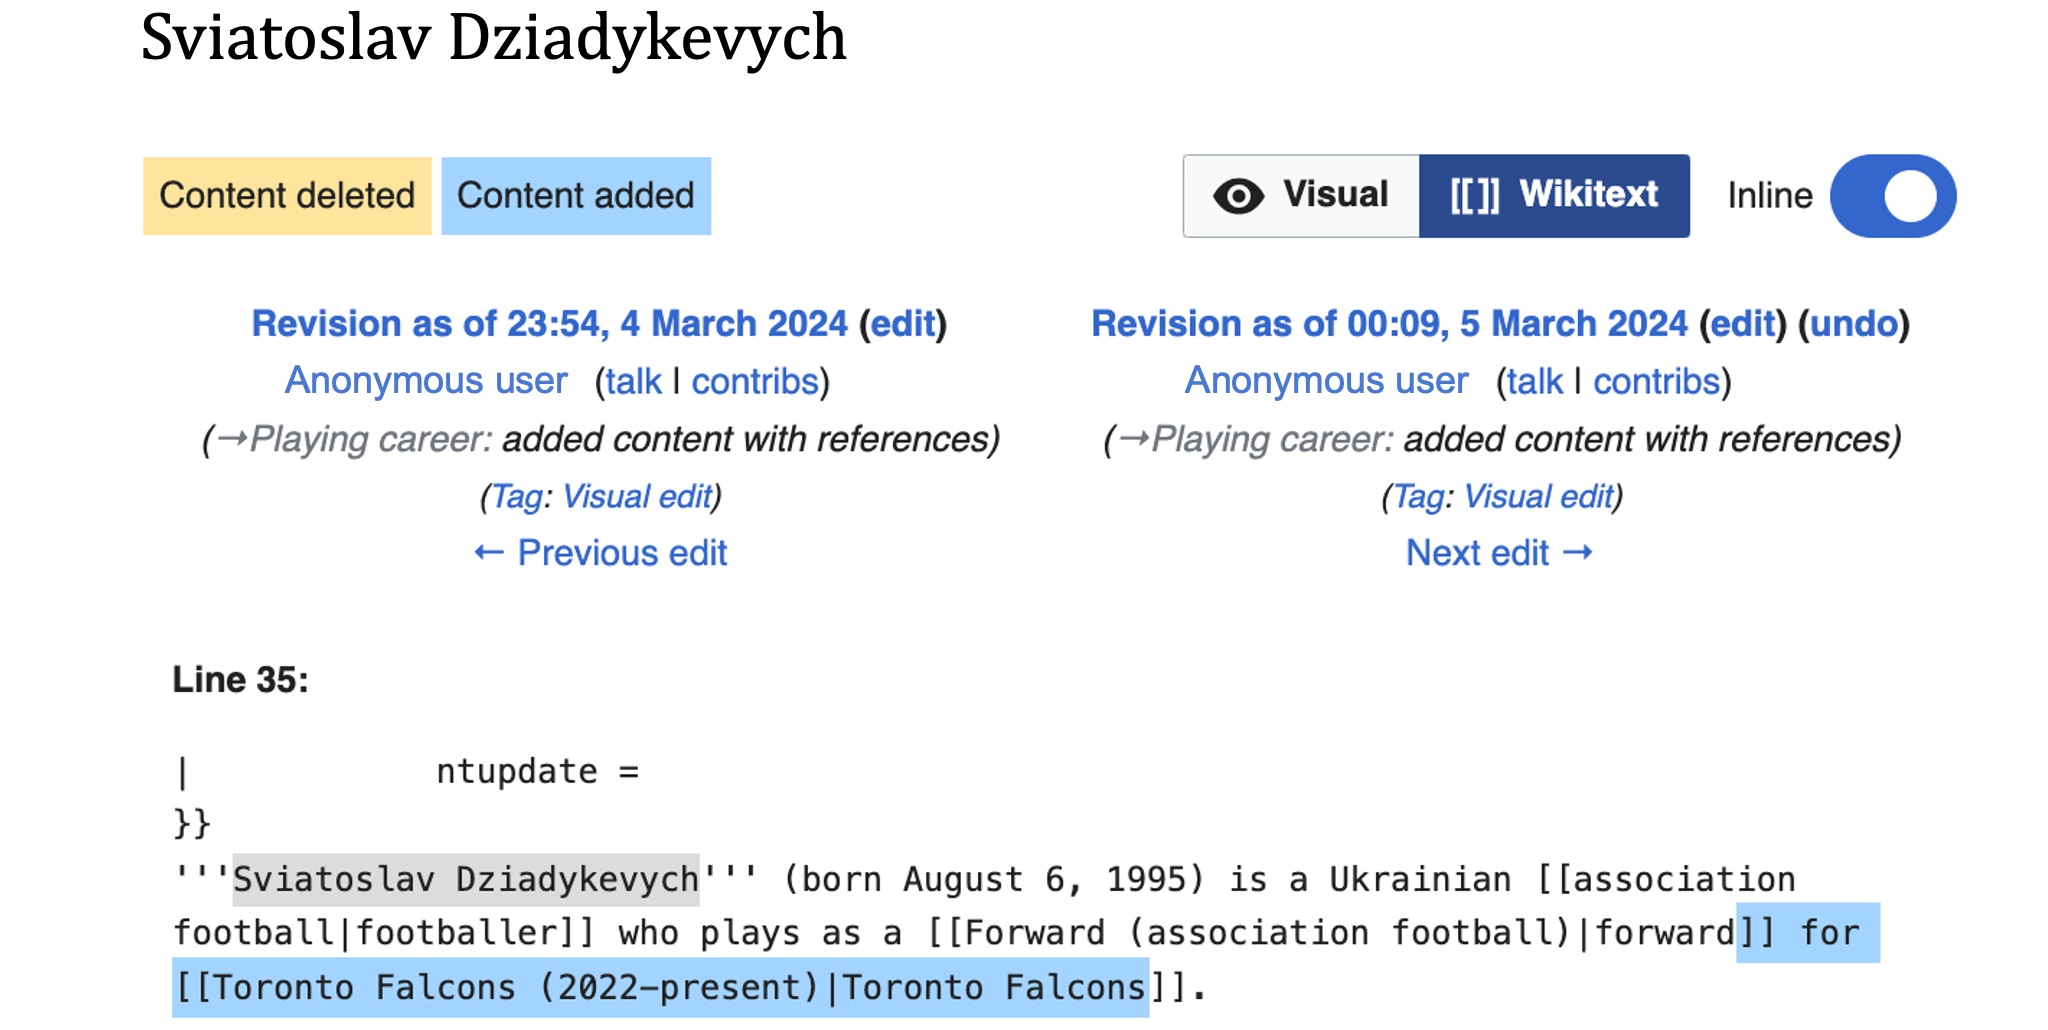 Sviatoslav Dziadykevych
Content deleted Content added Visual [[]] Wikitext Inline
Revision as of 23:54, 4 March 2024 (edit)
Anonymous user (talk | contribs)
(→Playing career: added content with references)
(Tag: Visual edit)
← Previous edit
Revision as of 00:09, 5 March 2024 (edit) (undo)
Anonymous user (talk | contribs)
(→Playing career: added content with references)
(Tag: Visual edit)
Next edit →
Line 35:
| ntupdate =
}}
'''Sviatoslav Dziadykevych''' (born August 6, 1995) is a Ukrainian [[association
football|footballer]] who plays as a [[Forward (association football)|forward]] for
[[Toronto Falcons (2022–present)|Toronto Falcons]].